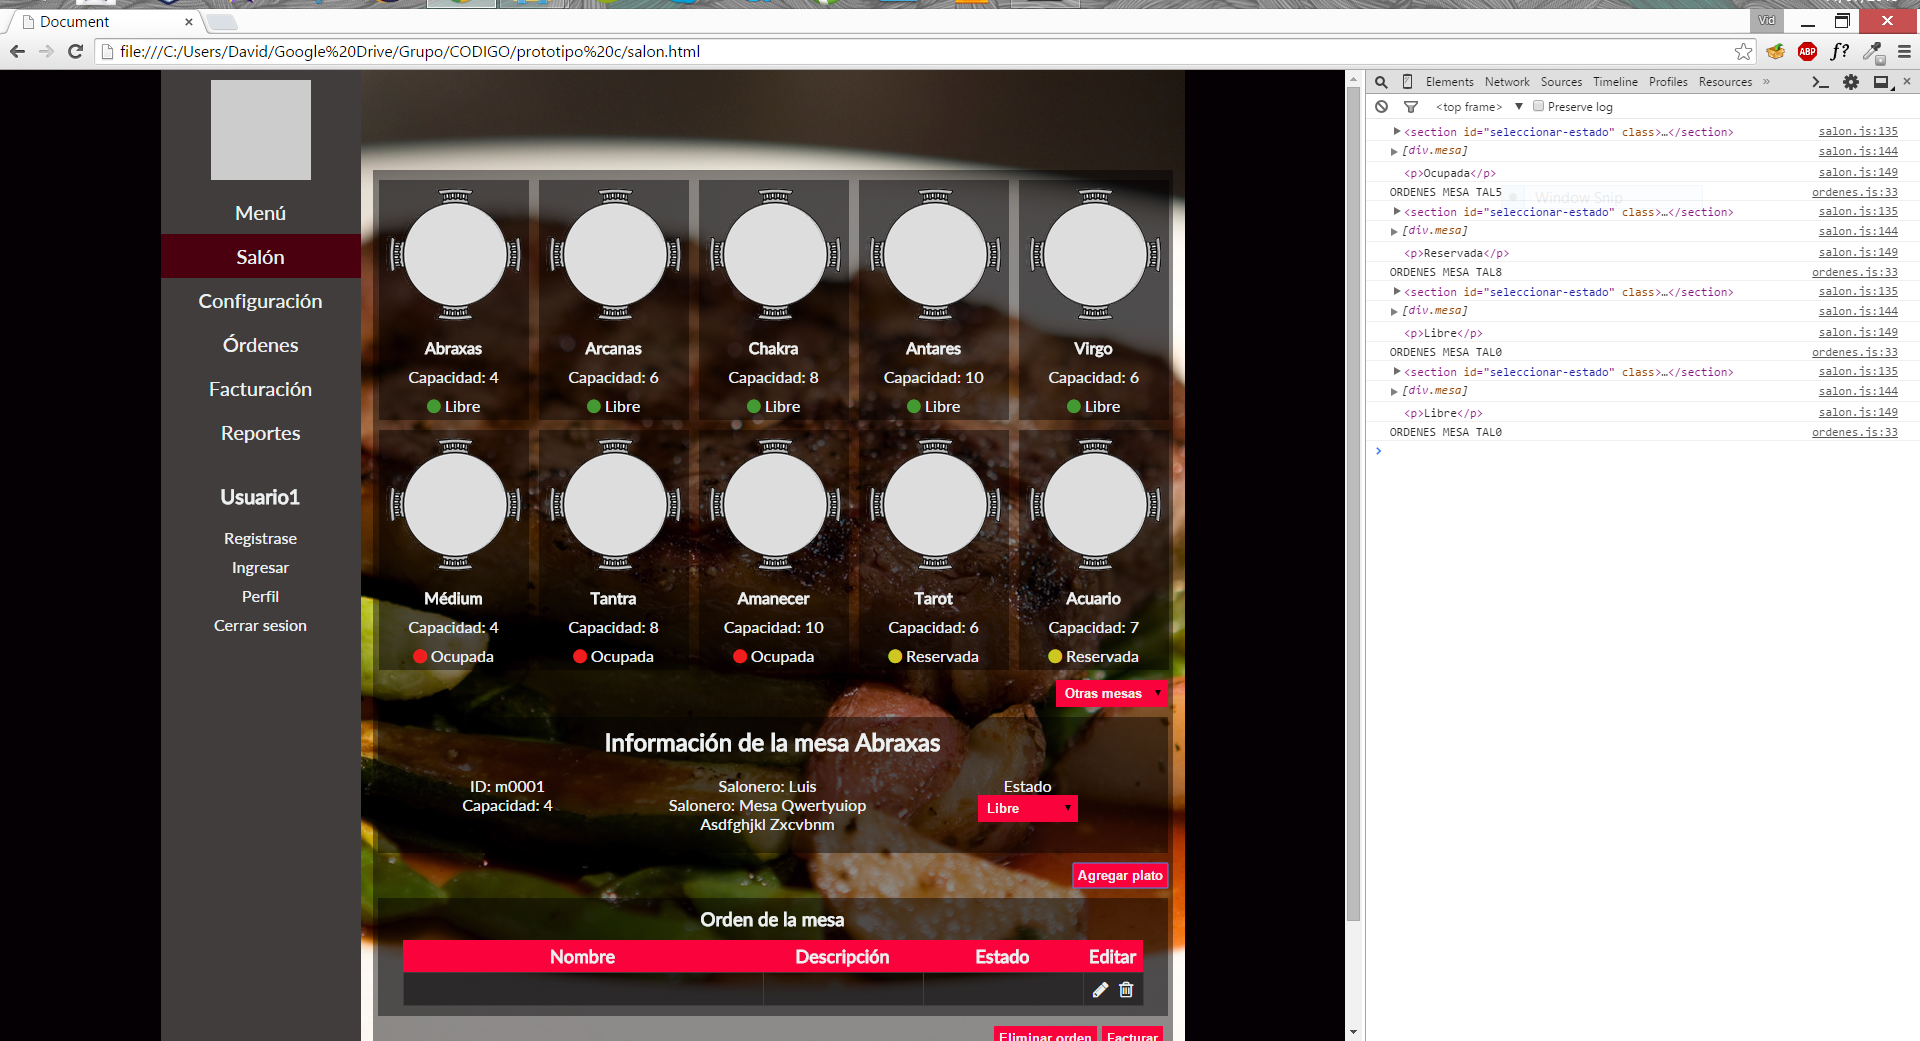 Document
Vid
file:///C:/Users/David/Google%20Drive/Grupo/CODIGO/prototipo%20c/salon.html
ABP
f?
Menú
Salón
Configuración
Órdenes
Facturación
Reportes
Usuario1
Registrase
Ingresar
Perfil
Cerrar sesion
Abraxas
Capacidad: 4
Libre
Arcanas
Capacidad: 6
Libre
Chakra
Capacidad: 8
Libre
Antares
Capacidad: 10
Libre
Virgo
Capacidad: 6
Libre
Médium
Capacidad: 4
Ocupada
Tantra
Capacidad: 8
Ocupada
Amanecer
Capacidad: 10
Ocupada
Tarot
Capacidad: 6
Reservada
Acuario
Capacidad: 7
Reservada
Otras mesas
Información de la mesa Abraxas
ID: m0001
Capacidad: 4
Salonero: Luis
Salonero: Mesa Qwertyuiop
Asdfghjkl Zxcvbnm
Estado
Libre
Agregar plato
Orden de la mesa
Nombre Descripción Estado Editar
Eliminar orden Facturar
Elements Network Sources Timeline Profiles Resources »
<top frame> Preserve log
<section id="seleccionar-estado" class>…</section> salon.js:135
[div.mesa] salon.js:144
<p>Ocupada</p> salon.js:149
ORDENES MESA TAL5 ordenes.js:33
Window Snip
<section id="seleccionar-estado" class>…</section> salon.js:135
[div.mesa] salon.js:144
<p>Reservada</p> salon.js:149
ORDENES MESA TAL8 ordenes.js:33
<section id="seleccionar-estado" class>…</section> salon.js:135
[div.mesa] salon.js:144
<p>Libre</p> salon.js:149
ORDENES MESA TAL0 ordenes.js:33
<section id="seleccionar-estado" class>…</section> salon.js:135
[div.mesa] salon.js:144
<p>Libre</p> salon.js:149
ORDENES MESA TAL0 ordenes.js:33